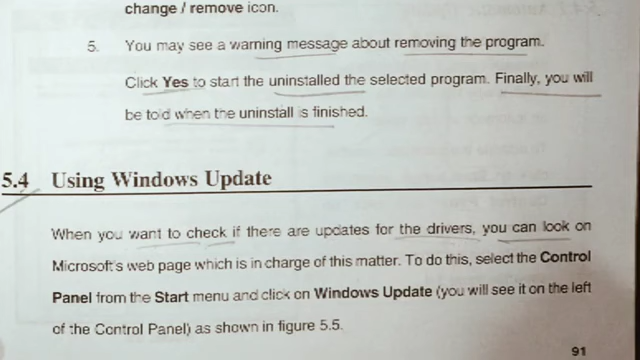 change / remove icon.
5. You may see a warning message about removing the program.
Click Yes to start the uninstalled the selected program. Finally, you will
be told when the uninstall is finished.
5.4 Using Windows Update
When you want to check if there are updates for the drivers, you can look on
Microsoft's web page which is in charge of this matter. To do this, select the Control
Panel from the Start menu and click on Windows Update (you will see it on the left
of the Control Panel) as shown in figure 5.5.
91